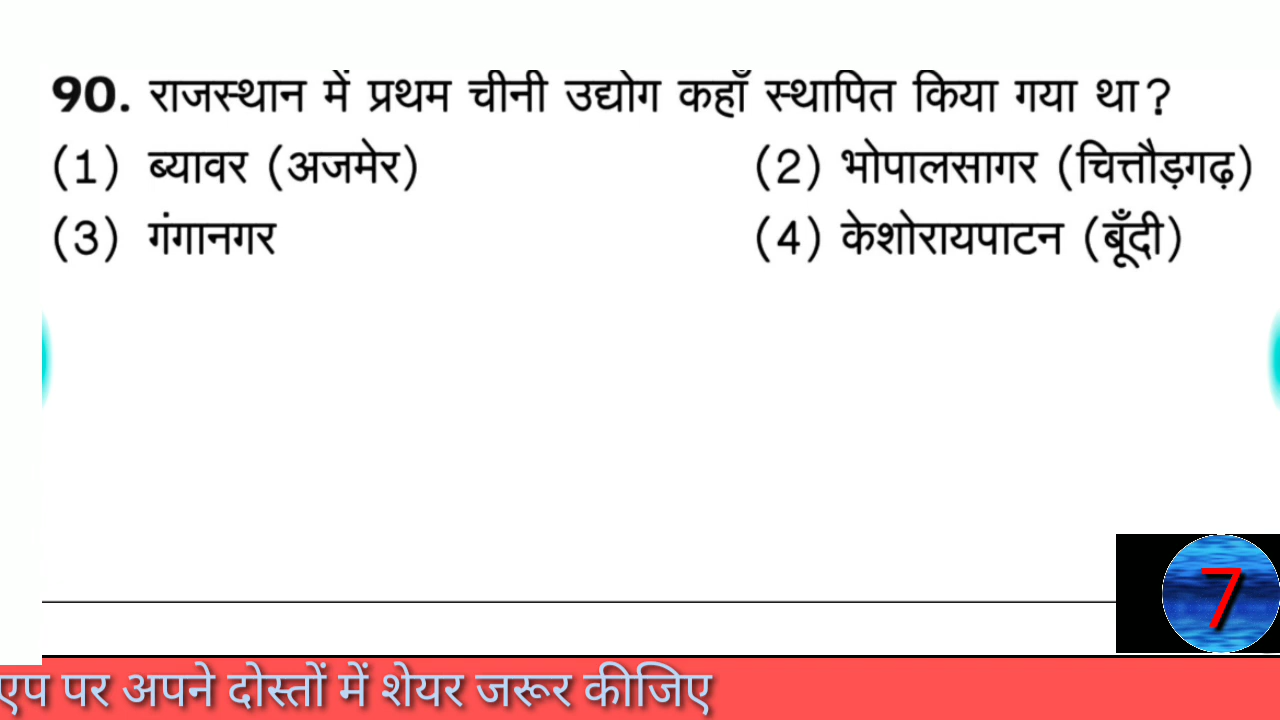 90. राजस्थान में प्रथम चीनी उद्योग कहाँ स्थापित किया गया था?
(1) ब्यावर (अजमेर) (2) भोपालसागर (चित्तौड़गढ़)
(3) गंगानगर (4) केशोरायपाटन (बूँदी)
7
एप पर अपने दोस्तों में शेयर जरूर कीजिए